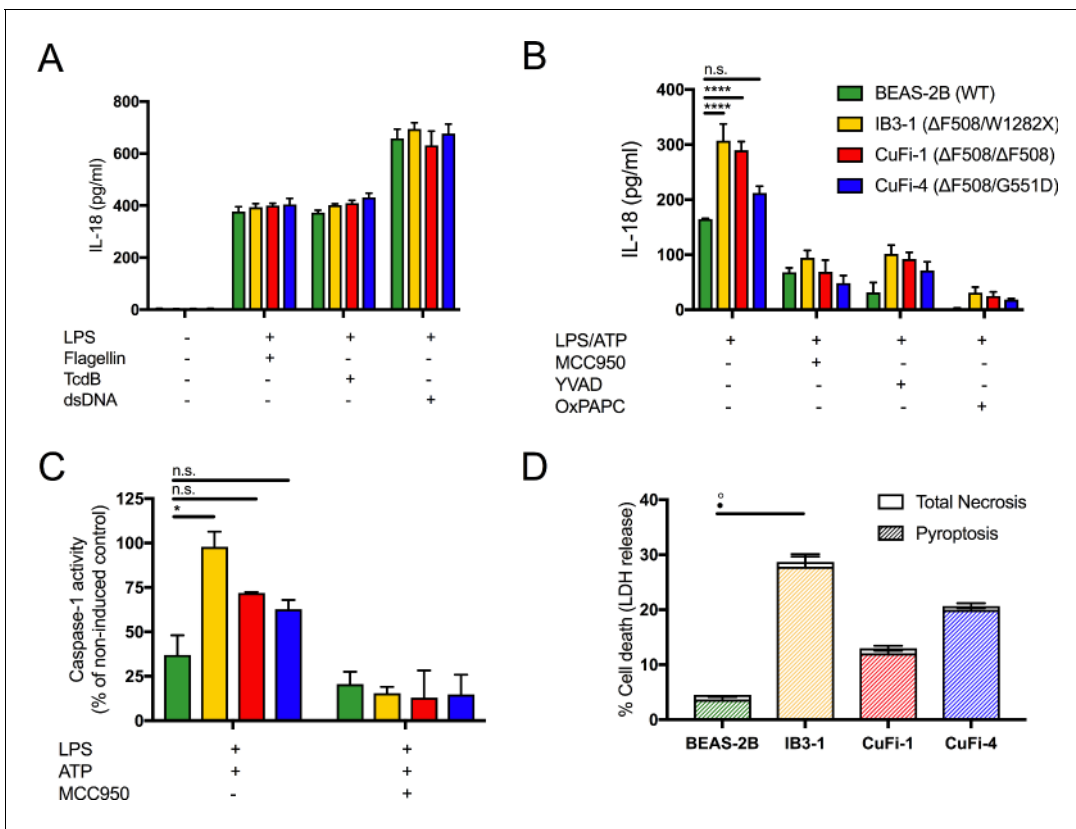 A
IL-18 (pg/ml)
800
600
400
200
0
LPS - + + +
Flagellin - + - -
TcdB - - + -
dsDNA - - - +
B
IL-18 (pg/ml)
400
300
200
100
0
n.s.
****
****
BEAS-2B (WT)
IB3-1 (ΔF508/W1282X)
CuFi-1 (ΔF508/ΔF508)
CuFi-4 (ΔF508/G551D)
LPS/ATP + + + +
MCC950 - + - -
YVAD - - + -
OxPAPC - - - +
C
Caspase-1 activity
(% of non-induced control)
125
100
75
50
25
0
n.s.
n.s.
*
LPS + +
ATP + +
MCC950 - +
D
% Cell death (LDH release)
40
30
20
10
0
Total Necrosis
Pyroptosis
BEAS-2B IB3-1 CuFi-1 CuFi-4